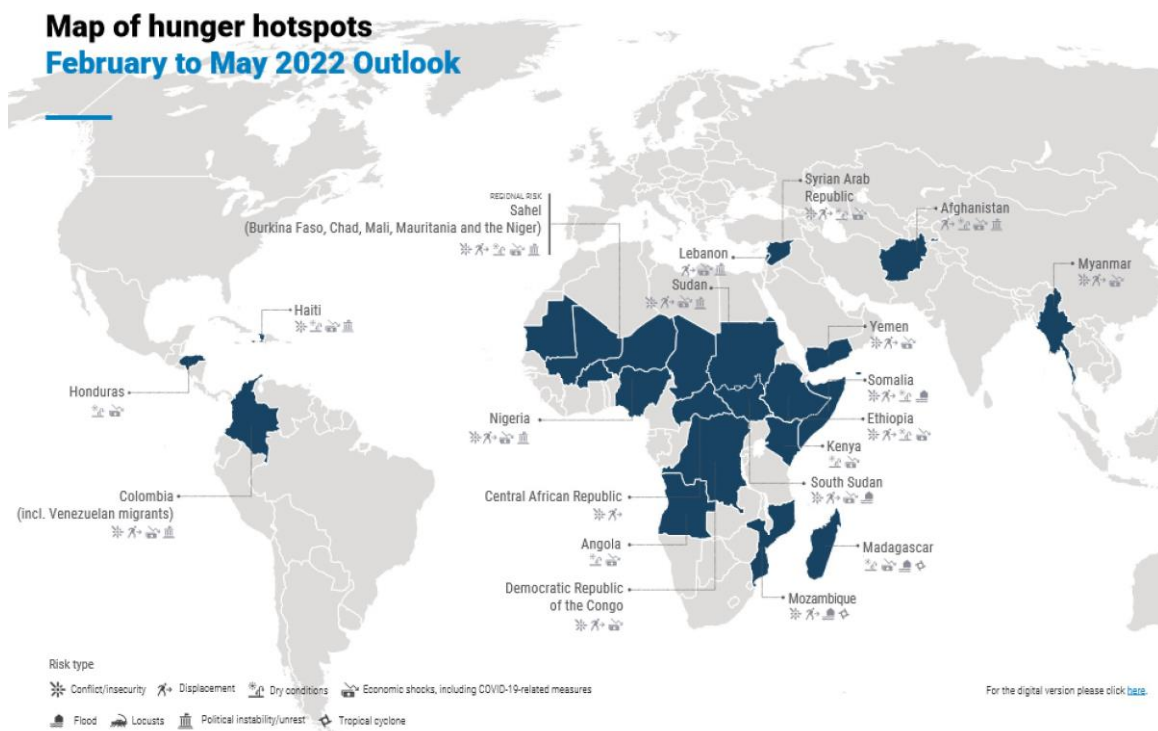 Map of hunger hotspots
February to May 2022 Outlook
REGIONAL RISK
Sahel
(Burkina Faso, Chad, Mali, Mauritania and the Niger)
Syrian Arab
Republic
Afghanistan
Lebanon
Myanmar
Sudan
Haiti
Yemen
Honduras
Somalia
Nigeria
Ethiopia
Kenya
South Sudan
Colombia
(incl. Venezuelan migrants)
Central African Republic
Angola
Madagascar
Democratic Republic
of the Congo
Mozambique
Risk type
Conflict/insecurity
Displacement
Dry conditions
Economic shocks, including COVID-19-related measures
For the digital version please click here.
Flood
Locusts
Political instability/unrest
Tropical cyclone